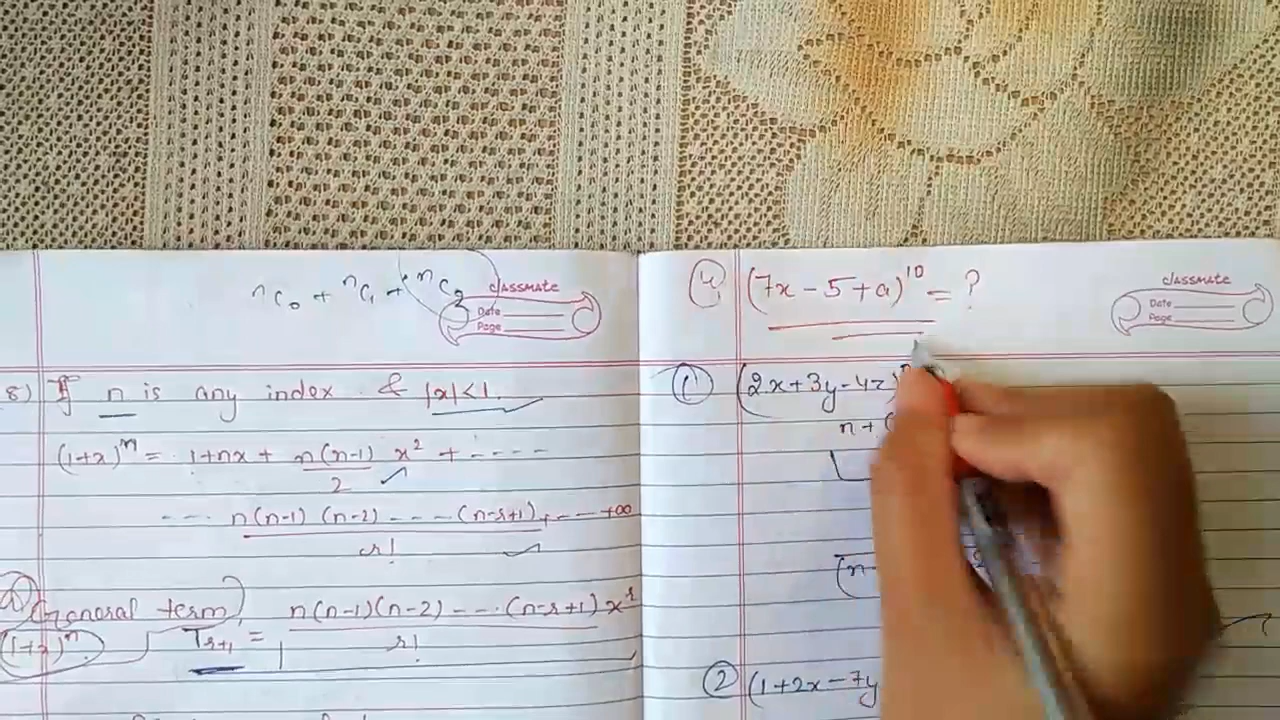 ⁿC₀ + ⁿC₁ + ⁿC₂
classmate
Date
Page
8) If n is any index & |x|<1.
(1+x)ⁿ = 1+nx + n(n-1)/2 x² + ----
--- n(n-1) (n-2) ---- (n-r+1)/r! + --- +∞
General term
(1+x)ⁿ T_{r+1} = n(n-1)(n-2) ---- (n-r+1)/r! x^r
4) (7x - 5 + a)¹⁰ = ?
classmate
Date
Page
① (2x+3y-4z)
n + (
(n-
② (1+2x-7y